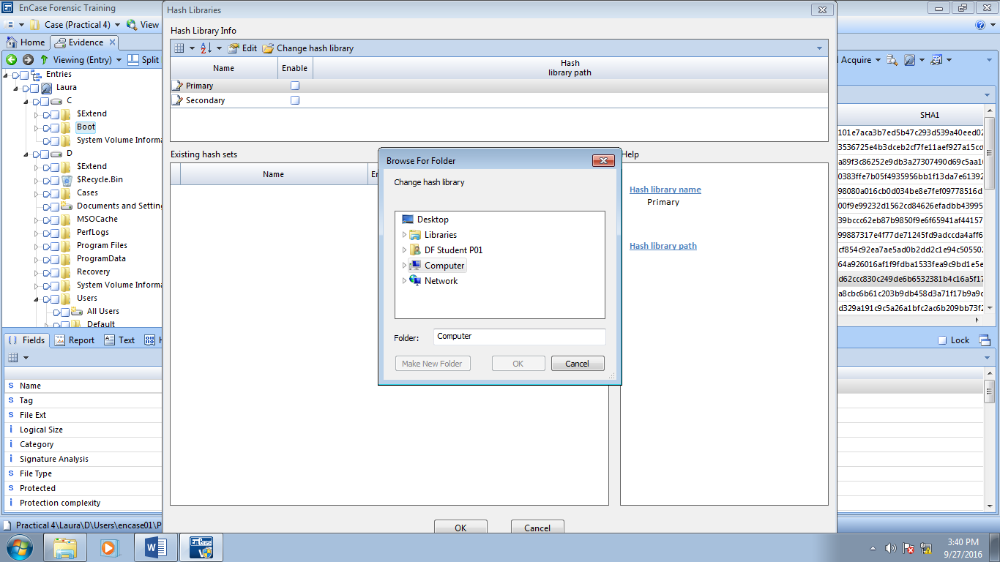 EnCase Forensic Training
Case (Practical 4)
View
Home
Evidence
Viewing (Entry)
Split
Entries
Laura
C
$Extend
Boot
System Volume Informa
D
$Extend
$Recycle.Bin
Cases
Documents and Setting
MSOCache
PerfLogs
Program Files
ProgramData
Recovery
System Volume Informa
Users
All Users
Default
Fields
Report
Text
Name
Tag
File Ext
Logical Size
Category
Signature Analysis
File Type
Protected
Protection complexity
Practical 4\Laura\D\Users\encase01\P
Hash Libraries
Hash Library Info
Edit
Change hash library
Name
Enable
Hash
library path
Primary
Secondary
Existing hash sets
Name
Help
Hash library name
Primary
Hash library path
OK
Cancel
Browse For Folder
Change hash library
Desktop
Libraries
DF Student P01
Computer
Network
Folder:
Computer
Make New Folder
OK
Cancel
Acquire
SHA1
101e7aca3b7ed5b47c293d539a40eed02
3536725e4b3dceb2cf7fe11aef927a15cc
a89f3c86252e9db3a27307490d69c5aa1
0383ffe7b05f4935956bb1f13da7e61392
98080a016cb0d034be8e7fef09778516d
00f9e99232d1562cd84626efadbb43995
39bccc62eb87b9850f9e6f65941af44157
99887317e4f77de71245fd9adccda4aff6
cf854c92ea7ae5ad0b2dd2c1e94c505502
64a926016af1f9fdba1533fea9c9bd1e5e
d62ccc830c249de6b6532381b4c16a5f17
a8cbc6b61c203b9db458d3a71f17b9a9c
d329a191c9c5a26a1bfc2ac6b209bb73f2
Lock
3:40 PM
9/27/2016